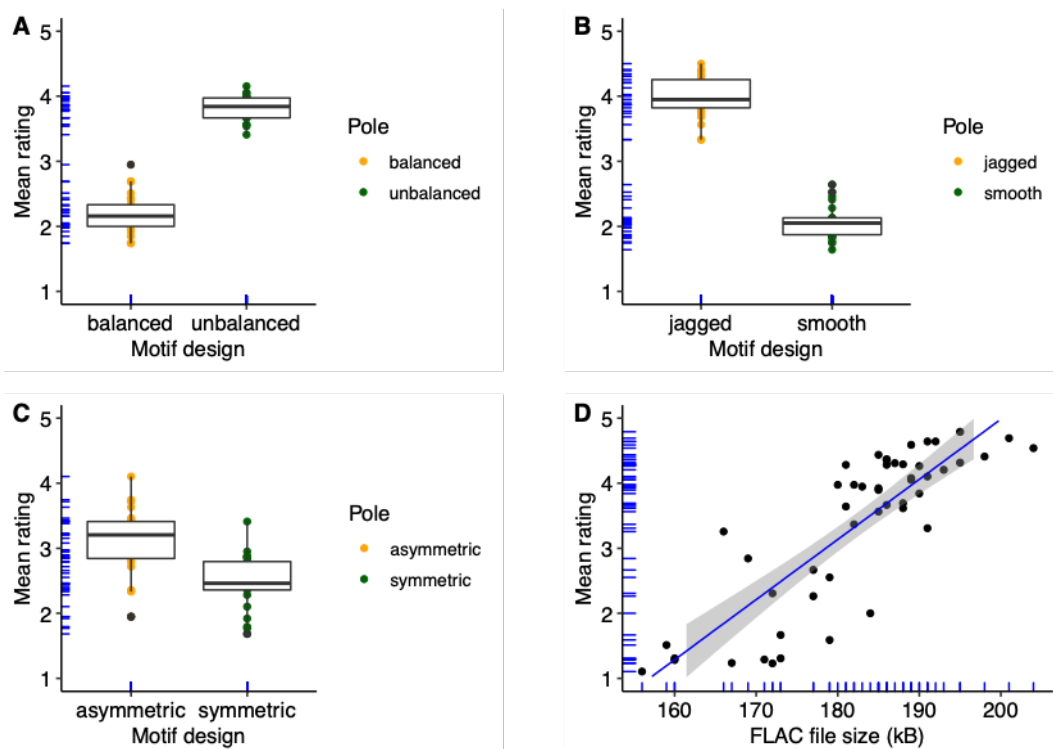 A
5
4
3
2
1
Mean rating
balanced unbalanced
Motif design
Pole
balanced
unbalanced
B
5
4
3
2
1
Mean rating
jagged smooth
Motif design
Pole
jagged
smooth
C
5
4
3
2
1
Mean rating
asymmetric symmetric
Motif design
Pole
asymmetric
symmetric
D
5
4
3
2
1
Mean rating
160 170 180 190 200
FLAC file size (kB)